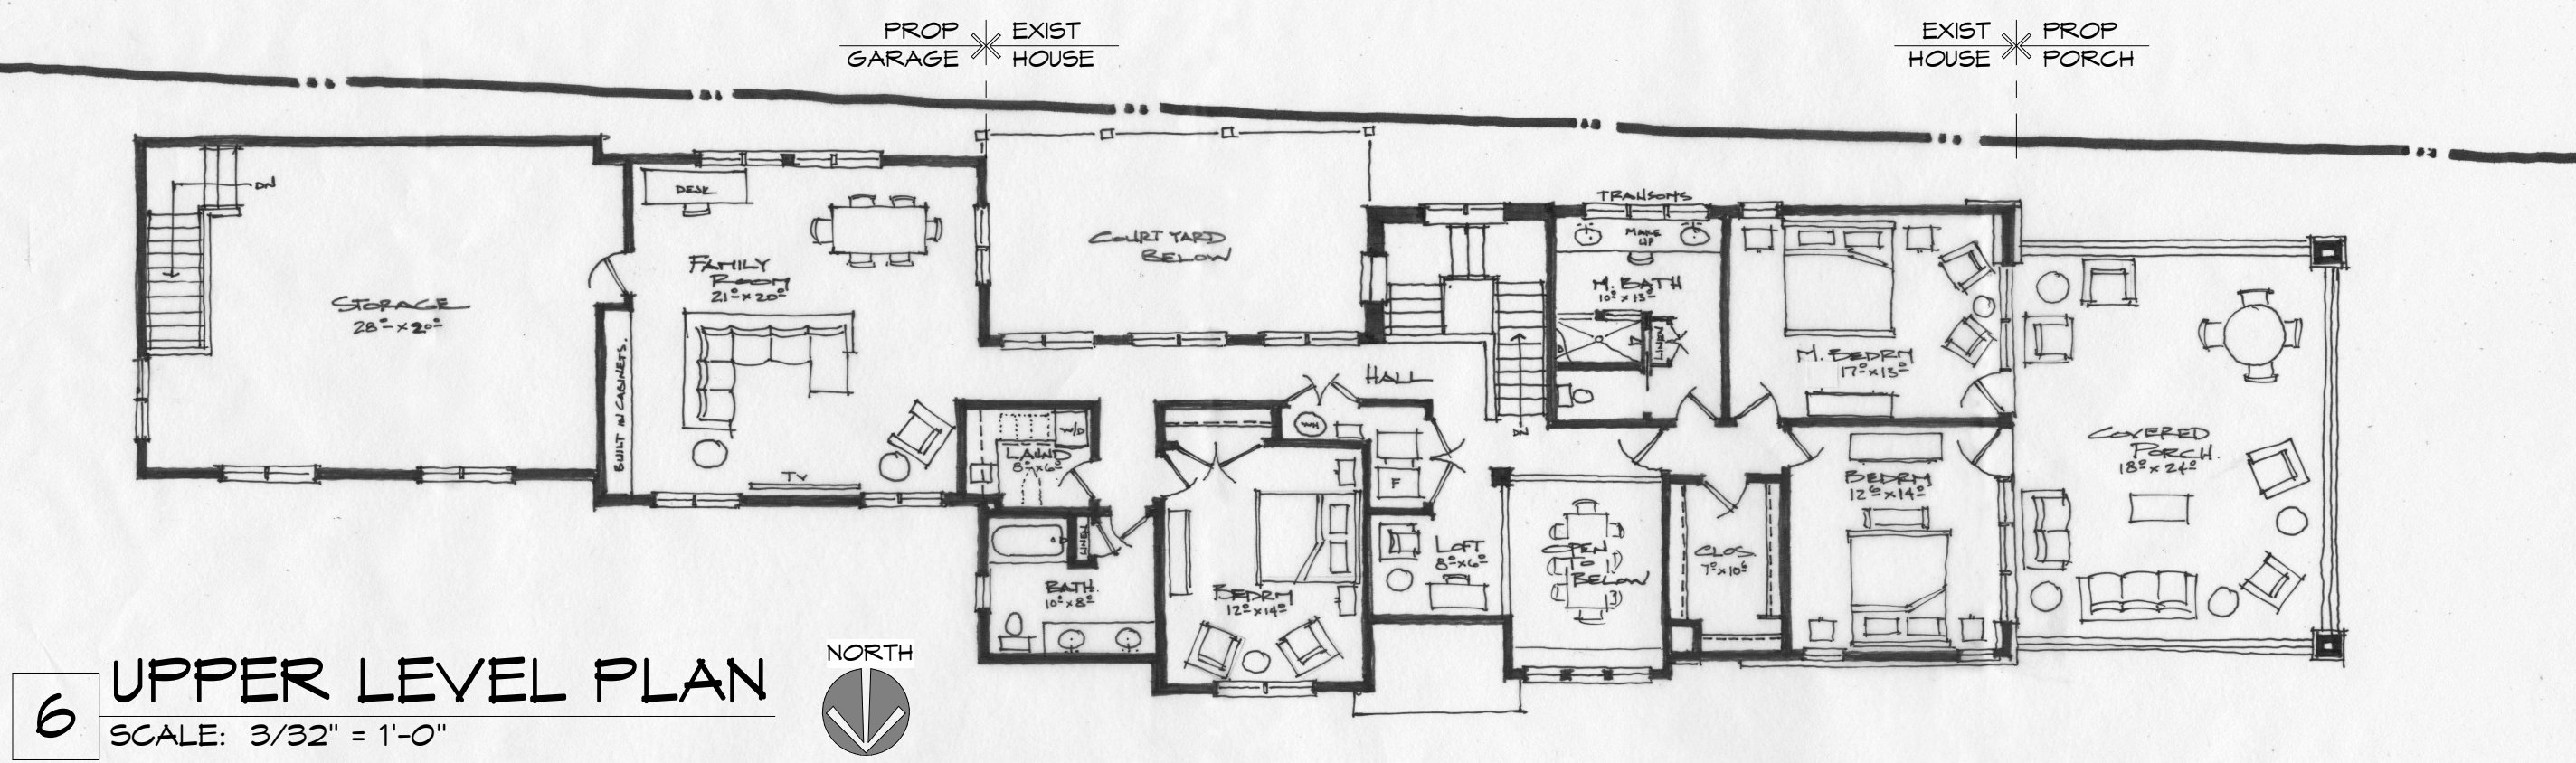 PROP EXIST
GARAGE HOUSE
EXIST PROP
HOUSE PORCH
DN
STORAGE
28⁰ x 20⁰
DESK
FAMILY
ROOM
21⁰ x 20⁰
BUILT IN CABINETS.
TV
COURT YARD
BELOW
LAUND
8⁰ x 6⁰
W/D
LINEN
BATH.
10⁰ x 8⁰
BEDRM
12⁰ x 14⁰
WH
F
HALL
LOFT
8⁰ x 6⁰
DN
OPEN
TO
BELOW
TRANSOMS
MAKE
UP
M. BATH
10⁰ x 13⁰
LINEN
M. BEDRM
17⁰ x 13⁰
CLOS.
7⁰ x 10⁶
BEDRM
12⁶ x 14⁰
COVERED
PORCH.
18⁰ x 24⁰
6
UPPER LEVEL PLAN
SCALE: 3/32" = 1'-0"
NORTH